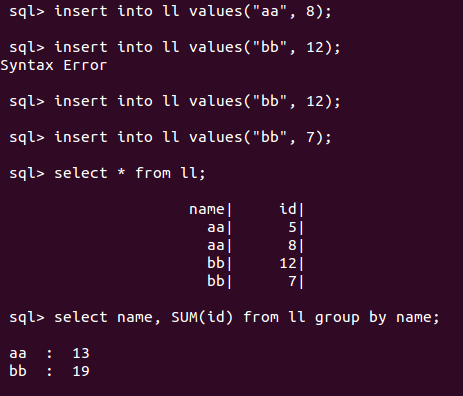 sql> insert into ll values("aa", 8);
sql> insert into ll values("bb", 12);
Syntax Error
sql> insert into ll values("bb", 12);
sql> insert into ll values("bb", 7);
sql> select * from ll;
name| id|
aa| 5|
aa| 8|
bb| 12|
bb| 7|
sql> select name, SUM(id) from ll group by name;
aa : 13
bb : 19